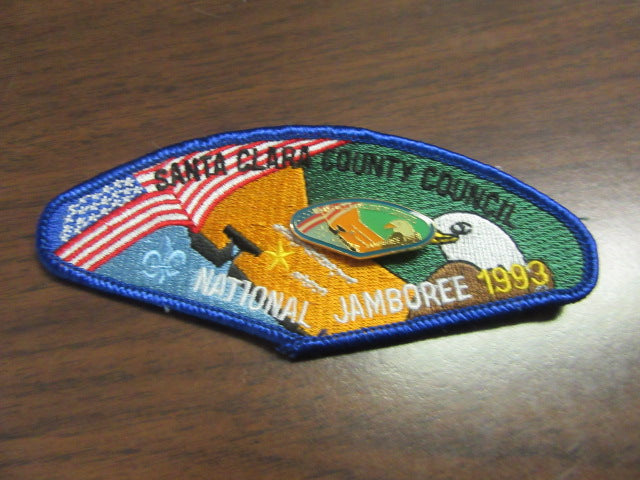 SANTA CLARA COUNTY COUNCIL
NATIONAL JAMBOREE 1993